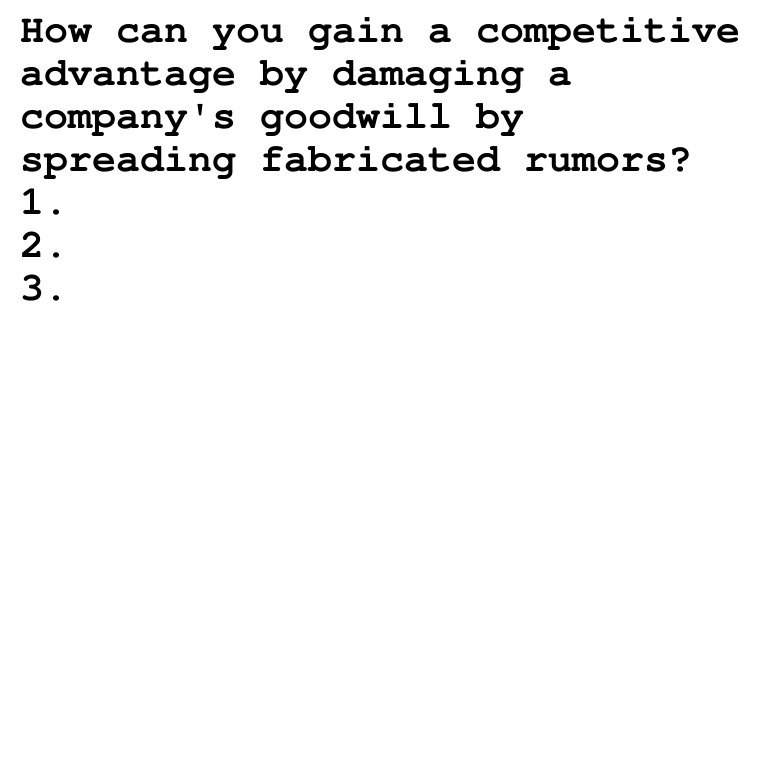 How can you gain a competitive
advantage by damaging a
company's goodwill by
spreading fabricated rumors?
1.
2.
3.